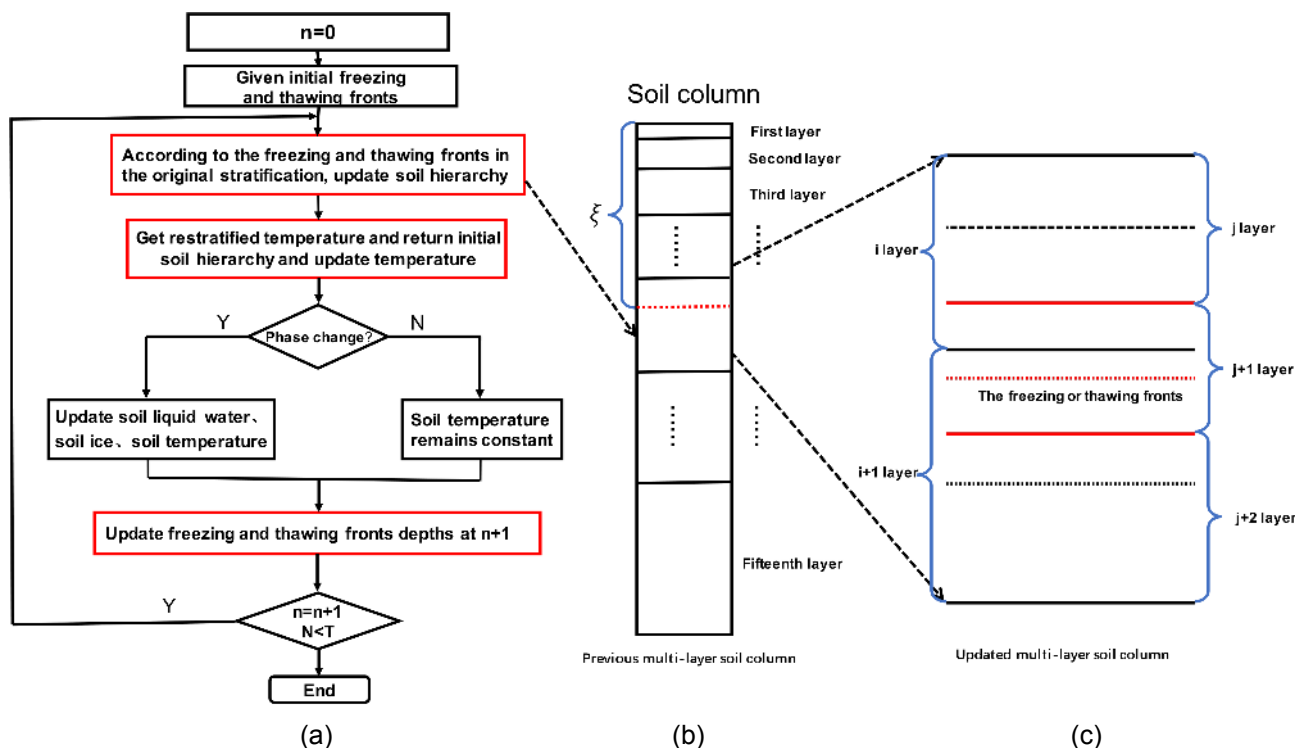 n=0
Given initial freezing
and thawing fronts
According to the freezing and thawing fronts in
the original stratification, update soil hierarchy
Get restratified temperature and return initial
soil hierarchy and update temperature
Phase change?
Y
N
Update soil liquid water、
soil ice、soil temperature
Soil temperature
remains constant
Update freezing and thawing fronts depths at n+1
n=n+1
N<T
Y
End
(a)
Soil column
ξ
First layer
Second layer
Third layer
Fifteenth layer
Previous multi-layer soil column
(b)
i layer
i+1 layer
j layer
j+1 layer
The freezing or thawing fronts
j+2 layer
Updated multi-layer soil column
(c)